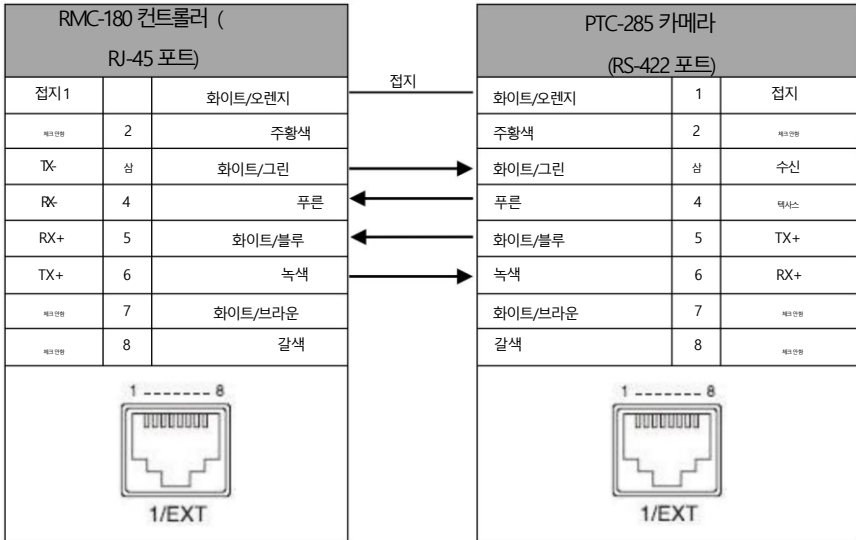 RMC-180 컨트롤러 (
RJ-45 포트)
PTC-285 카메라
(RS-422 포트)
접지
접지1 화이트/오렌지
화이트/오렌지 1 접지
2 주황색
주황색 2
TX- 삼 화이트/그린
화이트/그린 삼 수신
RX- 4 푸른
푸른 4 텍사스
RX+ 5 화이트/블루
화이트/블루 5 TX+
TX+ 6 녹색
녹색 6 RX+
7 화이트/브라운
화이트/브라운 7
8 갈색
갈색 8
1 -------- 8
1/EXT
1 -------- 8
1/EXT